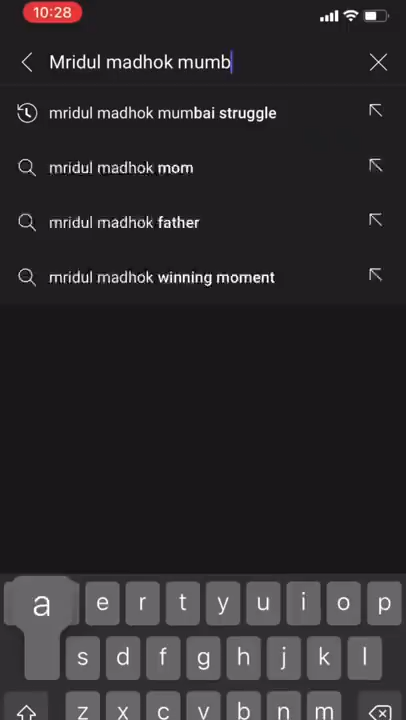 10:28
Mridul madhok mumb
mridul madhok mumbai struggle
mridul madhok mom
mridul madhok father
mridul madhok winning moment
a e r t y u i o p
s d f g h j k l
z x c v b n m